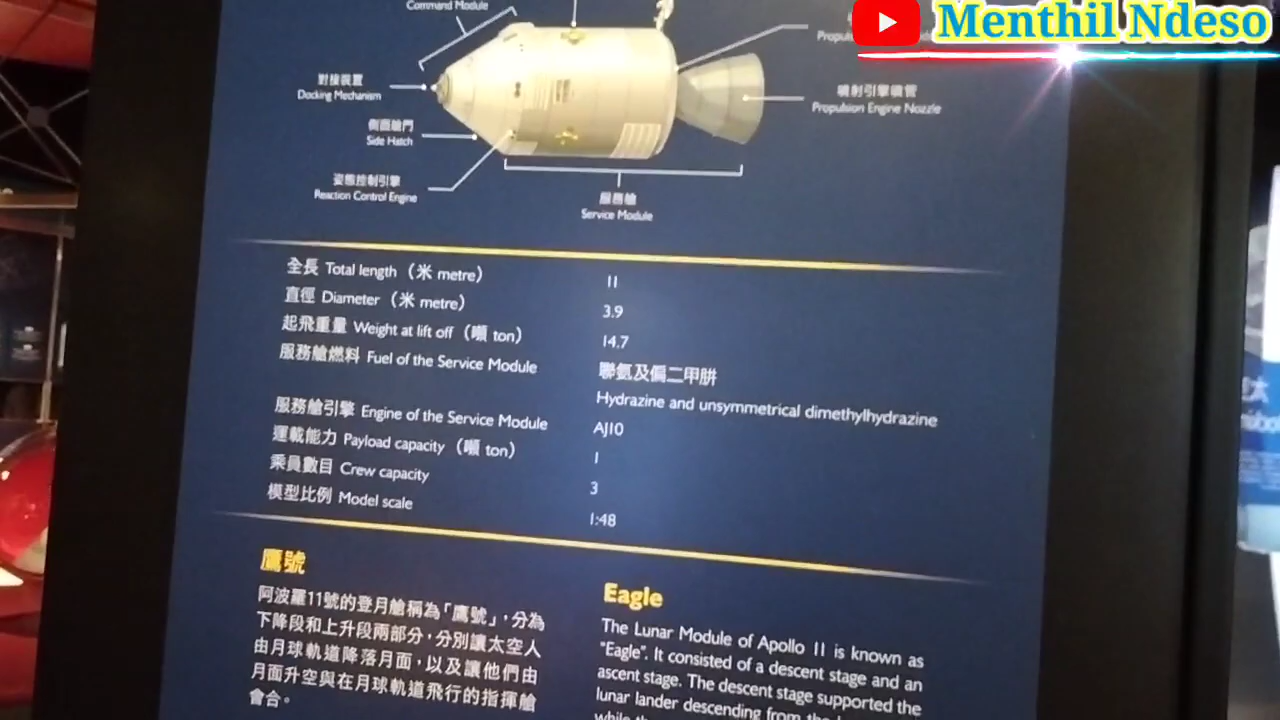 Menthil Ndeso
Command Module
對接裝置
Docking Mechanism
側面艙門
Side Hatch
姿態控制引擎
Reaction Control Engine
噴射引擎噴管
Propulsion Engine Nozzle
服務艙
Service Module
全長 Total length（米 metre） 11
直徑 Diameter（米 metre） 3.9
起飛重量 Weight at lift off（噸 ton） 14.7
服務艙燃料 Fuel of the Service Module 聯氨及偏二甲肼
Hydrazine and unsymmetrical dimethylhydrazine
服務艙引擎 Engine of the Service Module AJ10
運載能力 Payload capacity（噸 ton） 1
乘員數目 Crew capacity 3
模型比例 Model scale 1:48
鷹號
阿波羅11號的登月艙稱為「鷹號」，分為
下降段和上升段兩部分，分別讓太空人
由月球軌道降落月面，以及讓他們由
月面升空與在月球軌道飛行的指揮艙
會合。
Eagle
The Lunar Module of Apollo 11 is known as
"Eagle". It consisted of a descent stage and an
ascent stage. The descent stage supported the
lunar lander descending from the
while